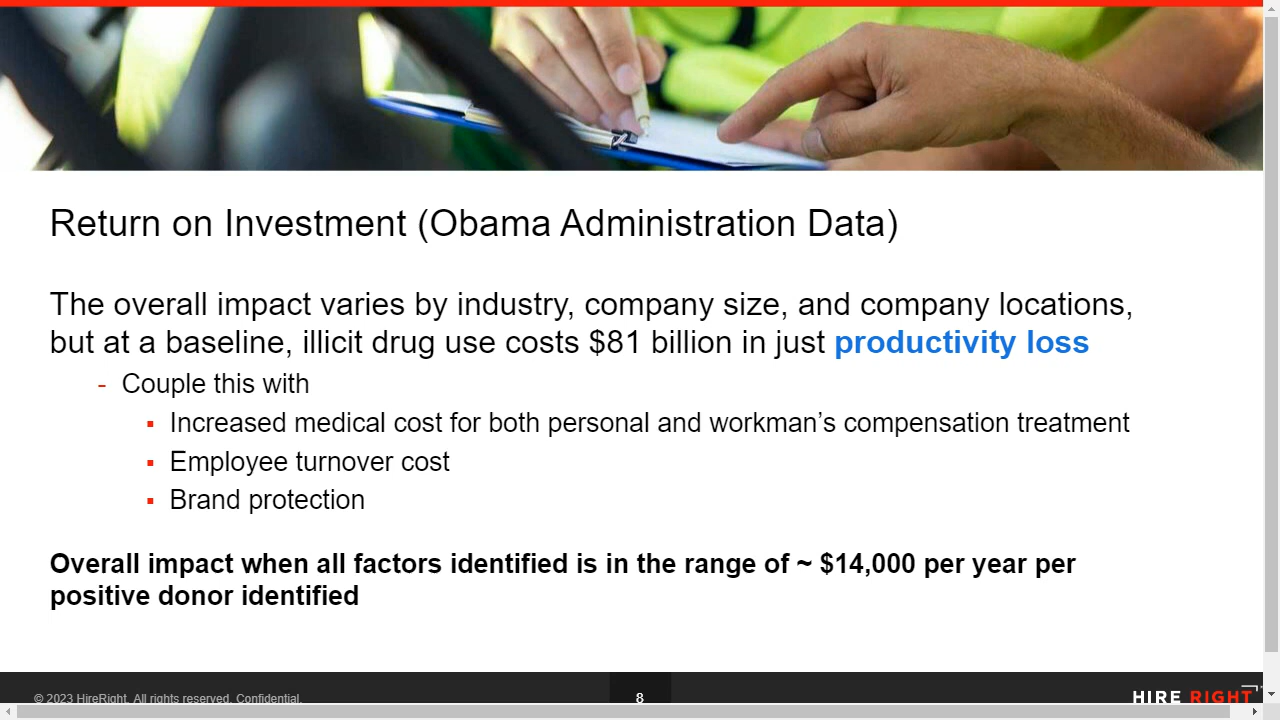 Return on Investment (Obama Administration Data)
The overall impact varies by industry, company size, and company locations,
but at a baseline, illicit drug use costs $81 billion in just productivity loss
- Couple this with
▪ Increased medical cost for both personal and workman’s compensation treatment
▪ Employee turnover cost
▪ Brand protection
Overall impact when all factors identified is in the range of ~ $14,000 per year per
positive donor identified
© 2023 HireRight. All rights reserved. Confidential.
8
HIRE RIGHT